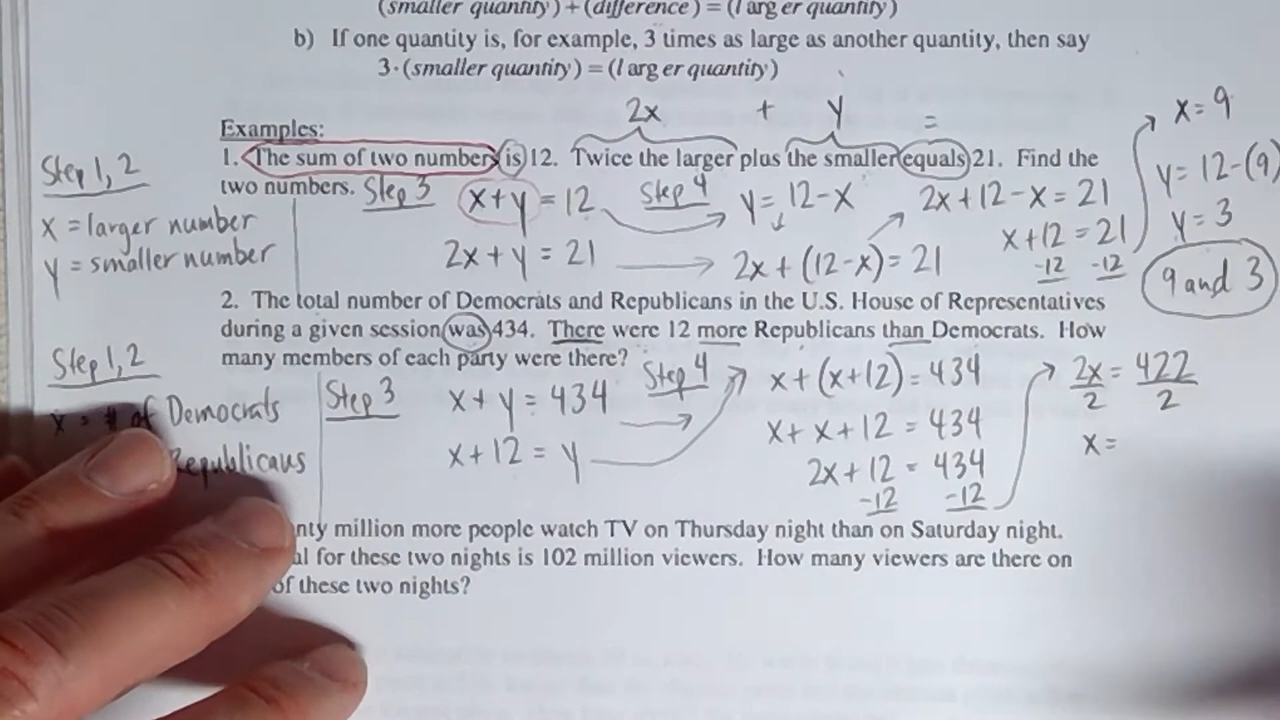 (smaller quantity) + (difference) = (l arg er quantity)
b) If one quantity is, for example, 3 times as large as another quantity, then say
3·(smaller quantity) = (l arg er quantity)
2x + y =
Examples:
1. The sum of two numbers is 12. Twice the larger plus the smaller equals 21. Find the
two numbers.
Step 1, 2
x = larger number
y = smaller number
Step 3
x + y = 12
2x + y = 21
Step 4
y = 12 - x
2x + (12 - x) = 21
2x + 12 - x = 21
x + 12 = 21
-12 -12
x = 9
y = 12 - (9)
y = 3
9 and 3
2. The total number of Democrats and Republicans in the U.S. House of Representatives
during a given session was 434. There were 12 more Republicans than Democrats. How
many members of each party were there?
Step 1, 2
x = # of Democrats
Republicans
Step 3
x + y = 434
x + 12 = y
Step 4
x + (x + 12) = 434
x + x + 12 = 434
2x + 12 = 434
-12 -12
2x = 422
2 2
x =
nty million more people watch TV on Thursday night than on Saturday night.
al for these two nights is 102 million viewers. How many viewers are there on
of these two nights?